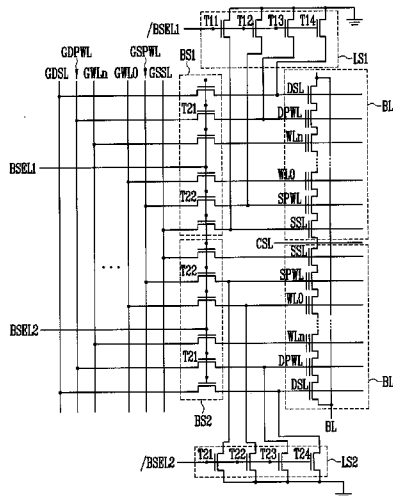 T11 T12 T13 T14
/BSEL1
LS1
GDPWL GSPWL
GDSL GWLn GWL0 GSSL
BS1
BL
DSL
T21
DPWL
WLn
BSEL1
WL0
T22
SPWL
SSL
CSL
SSL
T22
SPWL
WL0
...
BSEL2
WLn
T21
DPWL
BL
DSL
BS2
BL
T21 T22 T23 T24
/BSEL2
LS2